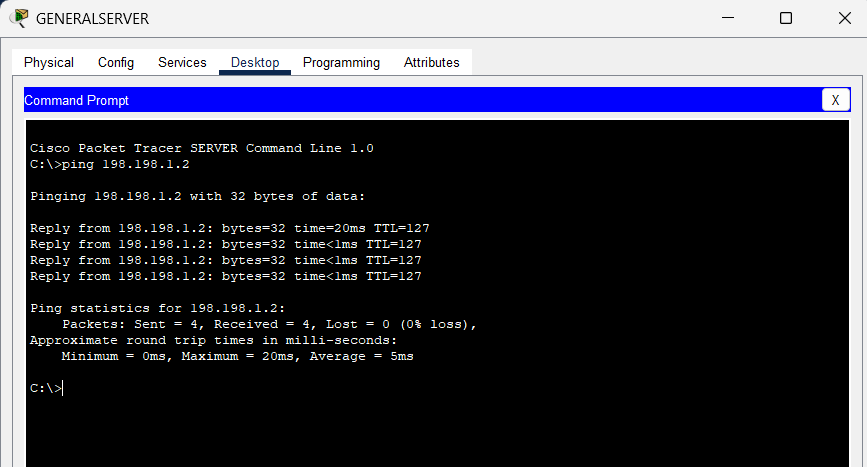 GENERALSERVER
Physical Config Services Desktop Programming Attributes
Command Prompt X
Cisco Packet Tracer SERVER Command Line 1.0
C:\>ping 198.198.1.2
Pinging 198.198.1.2 with 32 bytes of data:
Reply from 198.198.1.2: bytes=32 time=20ms TTL=127
Reply from 198.198.1.2: bytes=32 time<1ms TTL=127
Reply from 198.198.1.2: bytes=32 time<1ms TTL=127
Reply from 198.198.1.2: bytes=32 time<1ms TTL=127
Ping statistics for 198.198.1.2:
    Packets: Sent = 4, Received = 4, Lost = 0 (0% loss),
Approximate round trip times in milli-seconds:
    Minimum = 0ms, Maximum = 20ms, Average = 5ms
C:\>